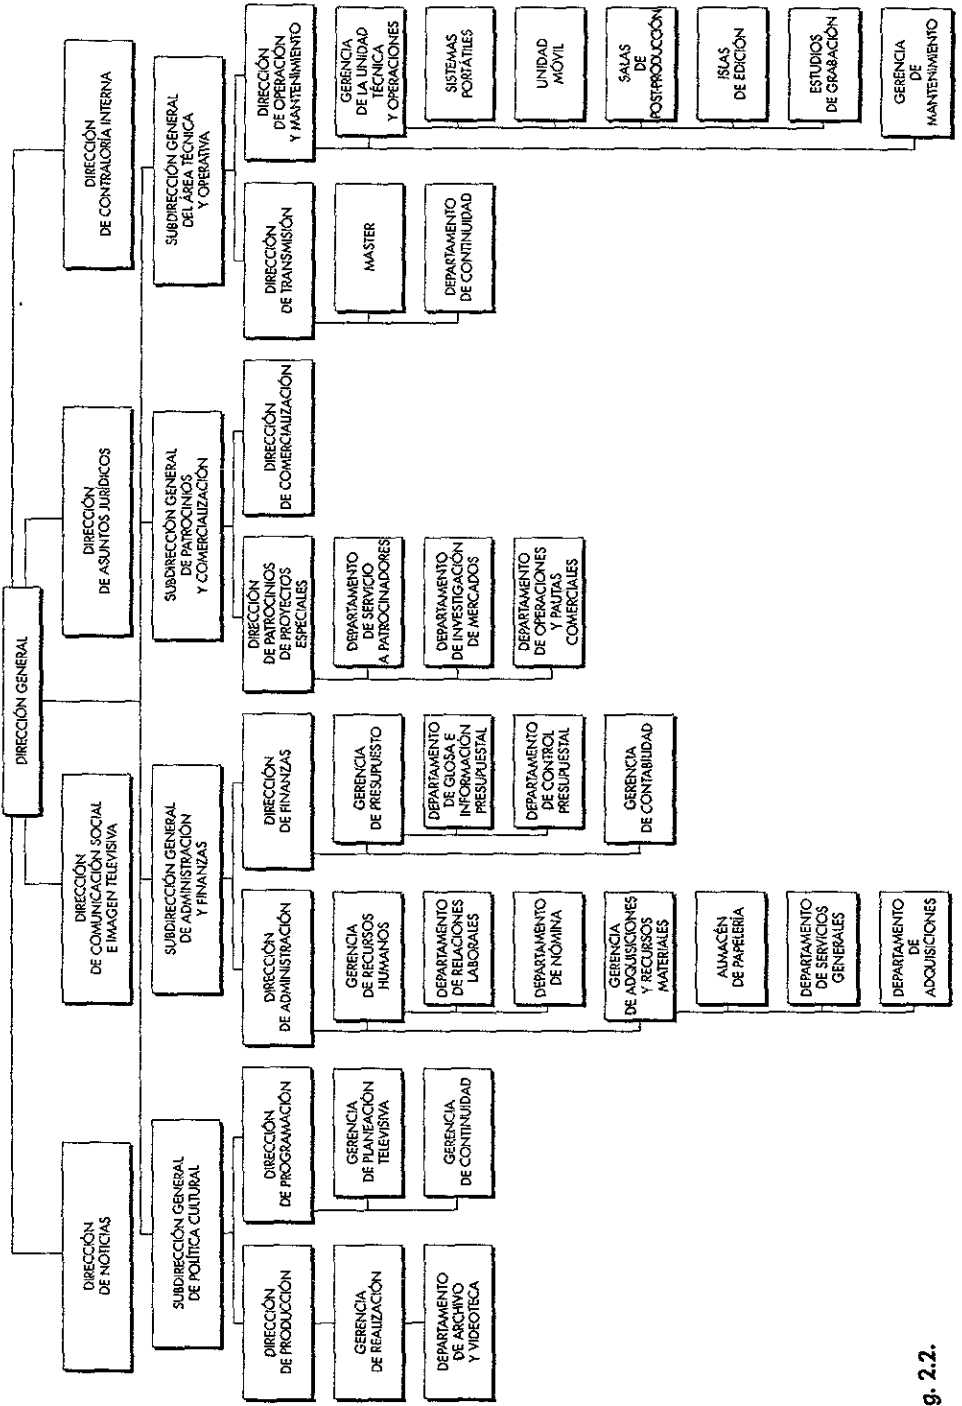 DIRECCIÓN GENERAL
DIRECCIÓN
DE NOTICIAS
DIRECCIÓN
DE COMUNICACIÓN SOCIAL
E IMAGEN TELEVISIVA
DIRECCIÓN
DE ASUNTOS JURÍDICOS
DIRECCIÓN
DE CONTRALORÍA INTERNA
SUBDIRECCIÓN GENERAL
DE POLÍTICA CULTURAL
SUBDIRECCIÓN GENERAL
DE ADMINISTRACIÓN
Y FINANZAS
SUBDIRECCIÓN GENERAL
DE PATROCINIOS
Y COMERCIALIZACIÓN
SUBDIRECCIÓN GENERAL
DEL ÁREA TÉCNICA
Y OPERATIVA
DIRECCIÓN
DE PRODUCCIÓN
GERENCIA
DE REALIZACIÓN
DEPARTAMENTO
DE ARCHIVO
Y VIDEOTECA
DIRECCIÓN
DE PROGRAMACIÓN
GERENCIA
DE PLANEACIÓN
TELEVISIVA
GERENCIA
DE CONTINUIDAD
DIRECCIÓN
DE ADMINISTRACIÓN
GERENCIA
DE RECURSOS
HUMANOS
DEPARTAMENTO
DE RELACIONES
LABORALES
DEPARTAMENTO
DE NÓMINA
GERENCIA
DE ADQUISICIONES
Y RECURSOS
MATERIALES
ALMACÉN
DE PAPELERÍA
DEPARTAMENTO
DE SERVICIOS
GENERALES
DEPARTAMENTO
DE
ADQUISICIONES
DIRECCIÓN
DE FINANZAS
GERENCIA
DE PRESUPUESTO
DEPARTAMENTO
DE GLOSA E
INFORMACIÓN
PRESUPUESTAL
DEPARTAMENTO
DE CONTROL
PRESUPUESTAL
GERENCIA
DE CONTABILIDAD
DIRECCIÓN
DE PATROCINIOS
DE PROYECTOS
ESPECIALES
DEPARTAMENTO
DE SERVICIO
A PATROCINADORES
DEPARTAMENTO
DE INVESTIGACIÓN
DE MERCADOS
DEPARTAMENTO
DE OPERACIONES
Y PAUTAS
COMERCIALES
DIRECCIÓN
DE COMERCIALIZACIÓN
DIRECCIÓN
DE TRANSMISIÓN
MASTER
DEPARTAMENTO
DE CONTINUIDAD
DIRECCIÓN
DE OPERACIÓN
Y MANTENIMIENTO
GERENCIA
DE LA UNIDAD
TÉCNICA
Y OPERACIONES
SISTEMAS
PORTÁTILES
UNIDAD
MÓVIL
SALAS
DE
POST-PRODUCCIÓN
ISLAS
DE EDICIÓN
ESTUDIOS
DE GRABACIÓN
GERENCIA
DE
MANTENIMIENTO
g. 2.2.